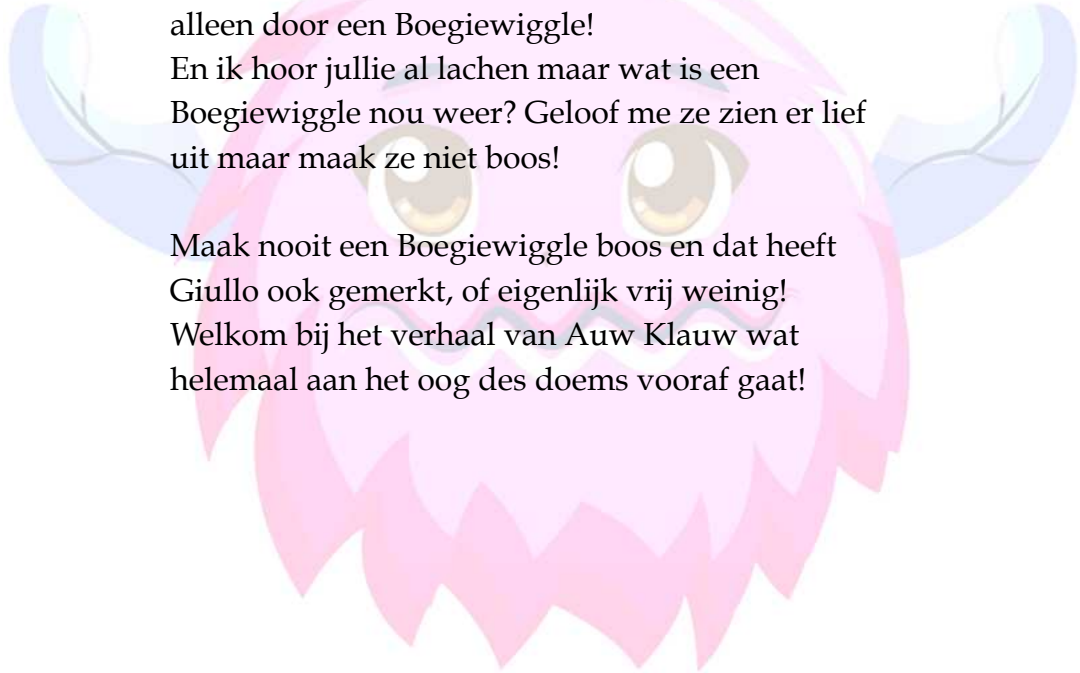 alleen door een Boegiewiggle!
En ik hoor jullie al lachen maar wat is een
Boegiewiggle nou weer? Geloof me ze zien er lief
uit maar maak ze niet boos!
Maak nooit een Boegiewiggle boos en dat heeft
Giullo ook gemerkt, of eigenlijk vrij weinig!
Welkom bij het verhaal van Auw Klauw wat
helemaal aan het oog des doems vooraf gaat!